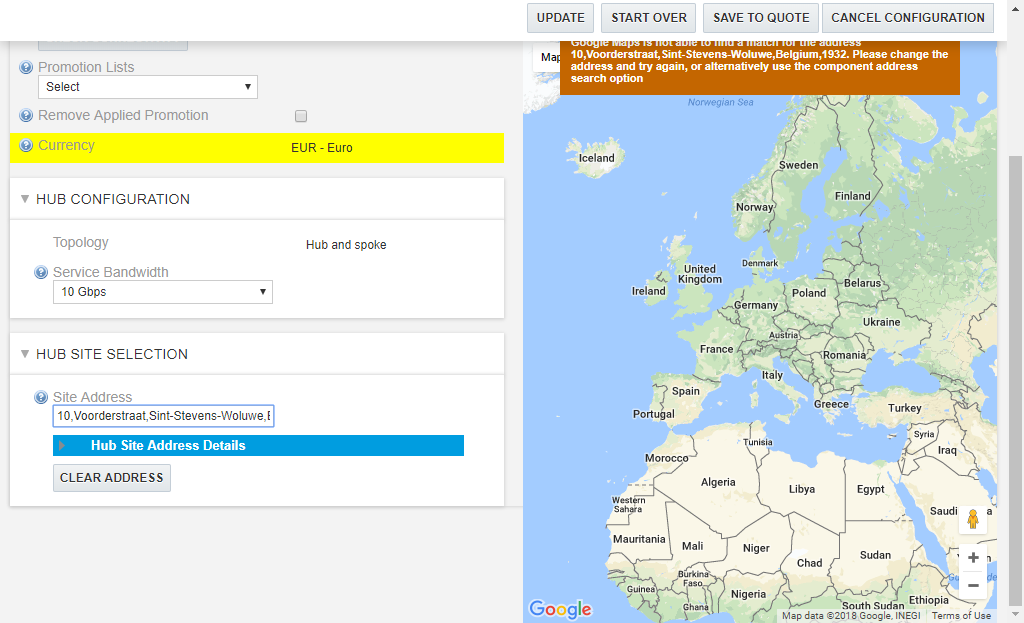 UPDATE
START OVER
SAVE TO QUOTE
CANCEL CONFIGURATION
Promotion Lists
Select
Remove Applied Promotion
Currency
EUR - Euro
HUB CONFIGURATION
Topology
Hub and spoke
Service Bandwidth
10 Gbps
HUB SITE SELECTION
Site Address
10,Voorderstraat,Sint-Stevens-Woluwe,
Hub Site Address Details
CLEAR ADDRESS
Map
Google Maps is not able to find a match for the address
10,Voorderstraat,Sint-Stevens-Woluwe,Belgium,1932. Please change the
address and try again, or alternatively use the component address
search option
Norwegian Sea
Iceland
Sweden
Finland
Norway
Denmark
United
Kingdom
Ireland
Belarus
Poland
Germany
Ukraine
Austria
France
Romania
Italy
Spain
Greece
Portugal
Turkey
Syria
Tunisia
Iraq
Morocco
Algeria
Libya
Egypt
Western
Sahara
Saudi
Mauritania
Mali
Niger
Chad
Sudan
Burkina
Faso
Guinea
Nigeria
Ghana
South Sudan
Ethiopia
Google
Map data ©2018 Google, INEGI
Terms of Use